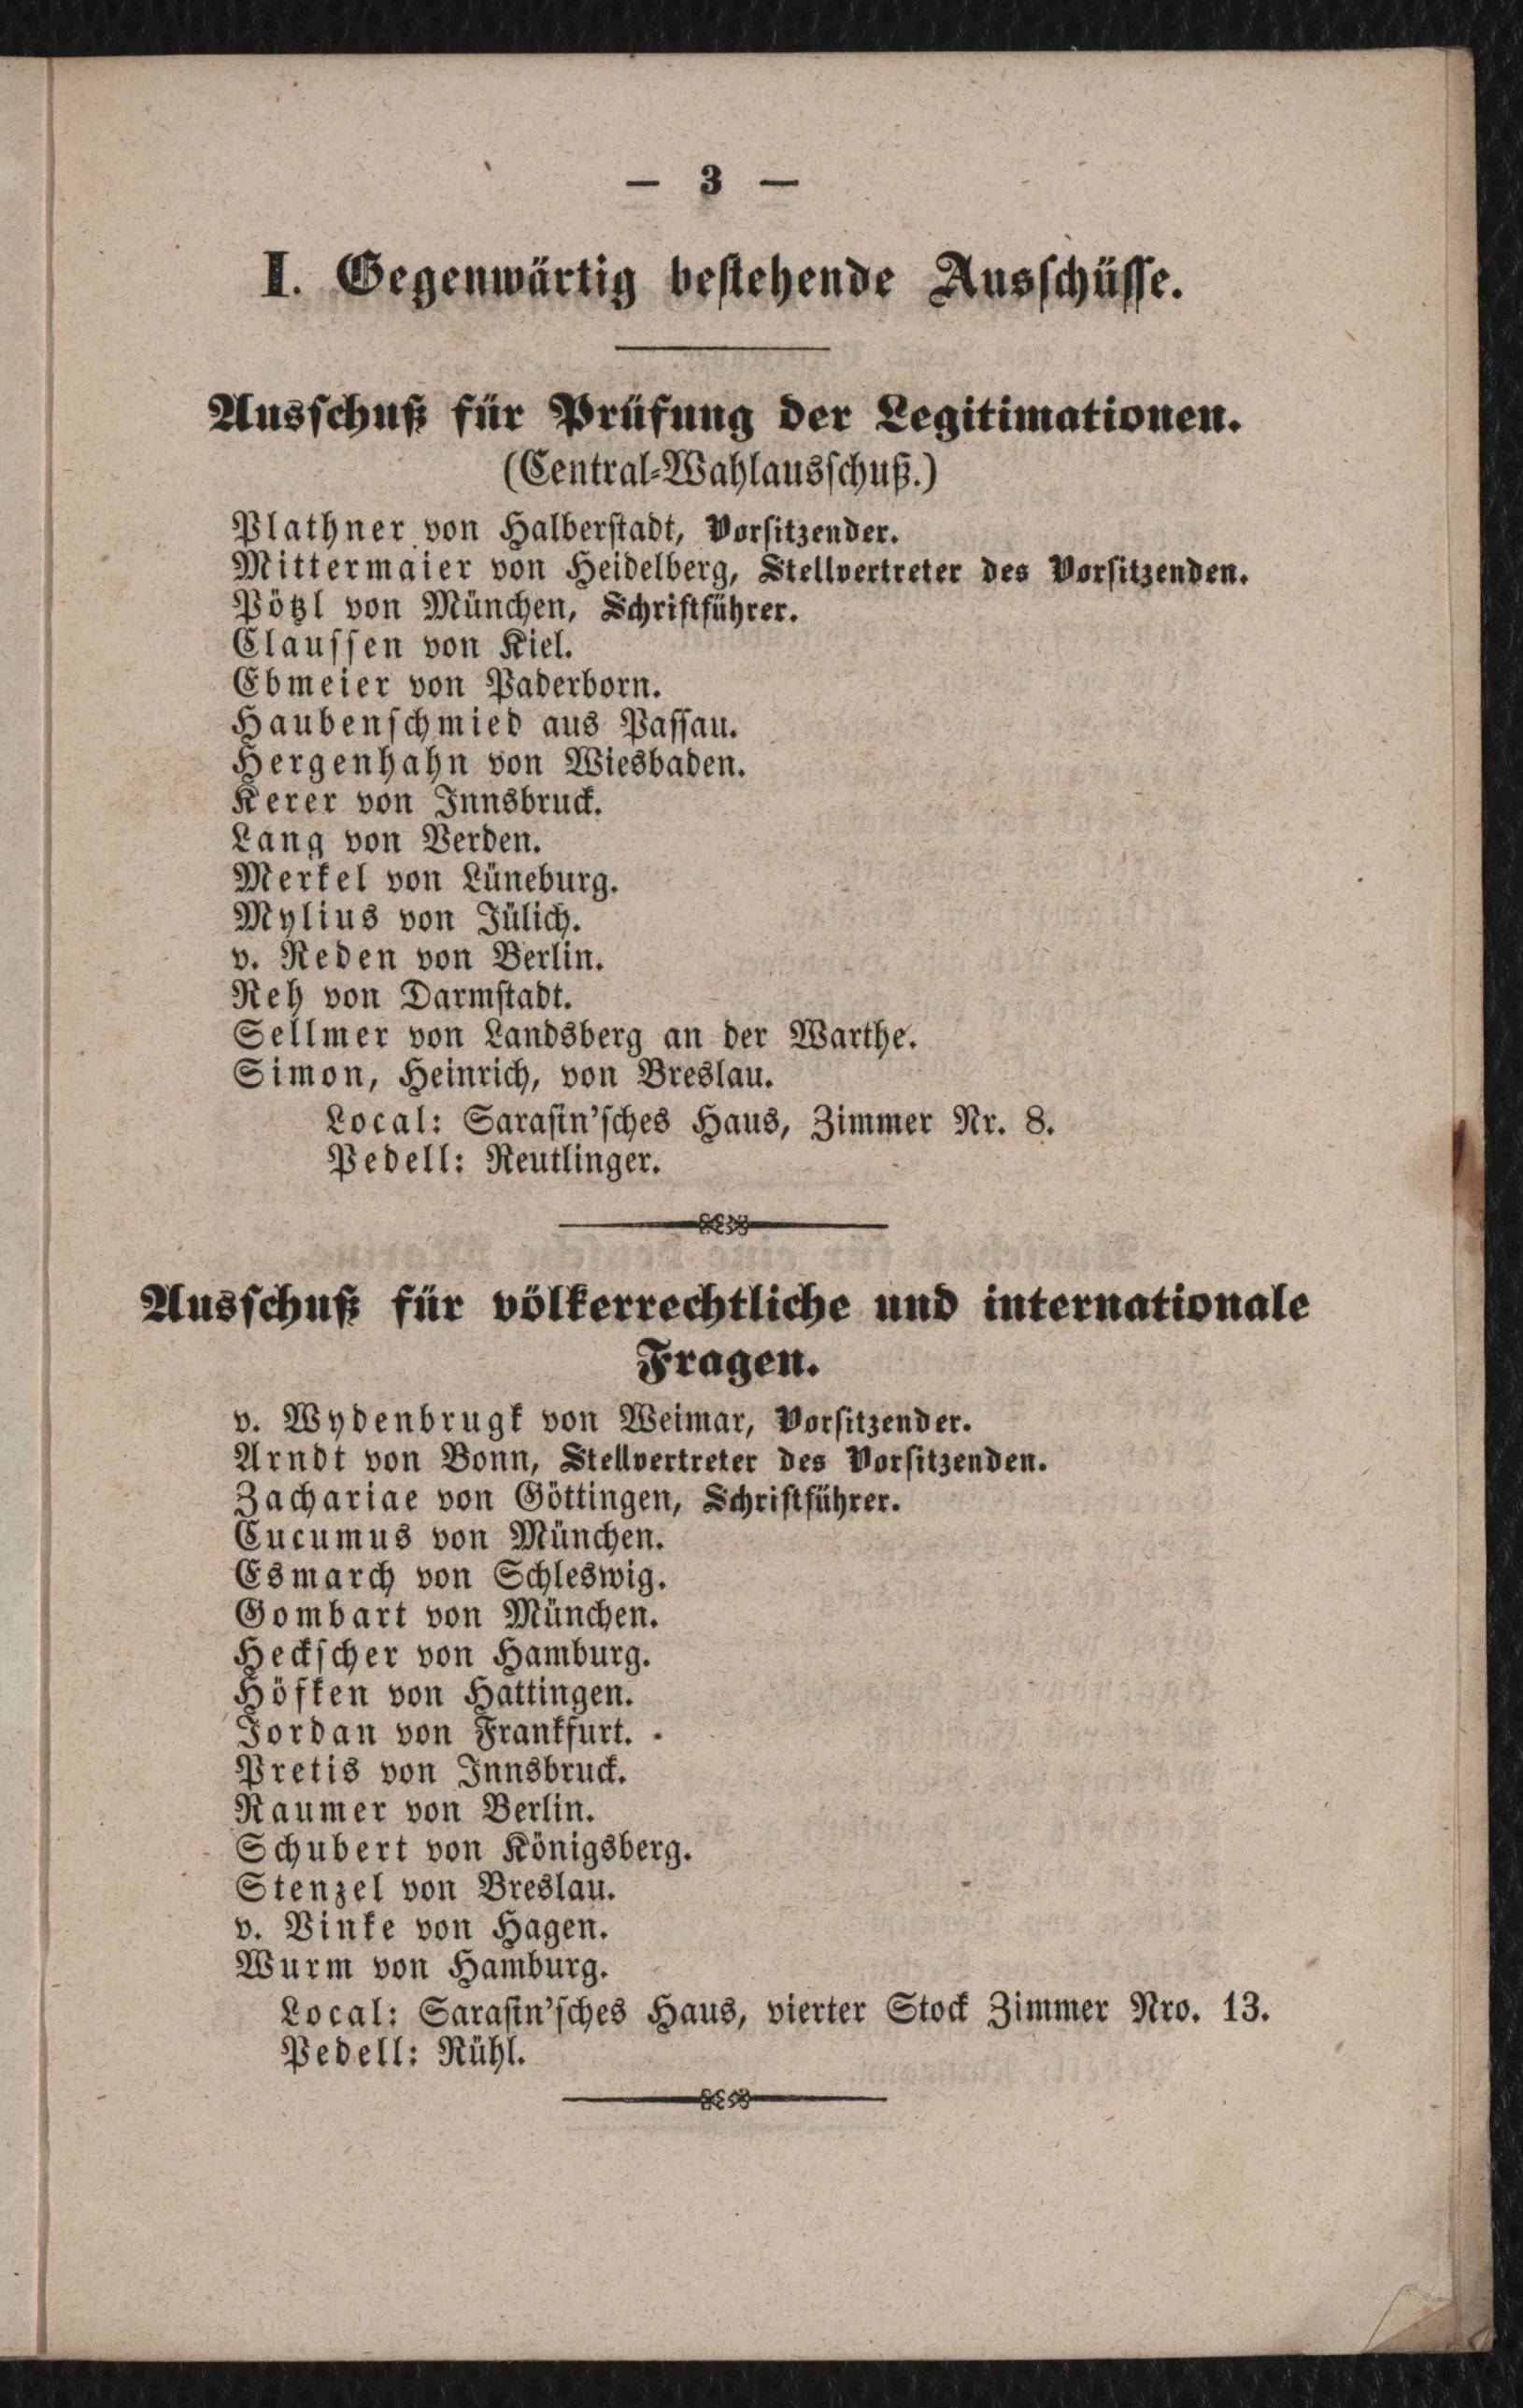 — 3 —
I. Gegenwärtig bestehende Ausschüsse.
Ausschuß für Prüfung der Legitimationen.
(Central-Wahlausschuß.)
Plathner von Halberstadt, Vorsitzender.
Mittermaier von Heidelberg, Stellvertreter des Vorsitzenden.
Pötzl von München, Schriftführer.
Claussen von Kiel.
Ebmeier von Paderborn.
Haubenschmied aus Passau.
Hergenhahn von Wiesbaden.
Kerer von Innsbruck.
Lang von Verden.
Merkel von Lüneburg.
Mylius von Jülich.
v. Reden von Berlin.
Reh von Darmstadt.
Sellmer von Landsberg an der Warthe.
Simon, Heinrich, von Breslau.
Local: Sarasin'sches Haus, Zimmer Nr. 8.
Pedell: Reutlinger.
Ausschuß für völkerrechtliche und internationale
Fragen.
v. Wydenbrugk von Weimar, Vorsitzender.
Arndt von Bonn, Stellvertreter des Vorsitzenden.
Zachariae von Göttingen, Schriftführer.
Cucumus von München.
Esmarch von Schleswig.
Gombart von München.
Heckscher von Hamburg.
Höfken von Hattingen.
Jordan von Frankfurt.
Pretis von Innsbruck.
Raumer von Berlin.
Schubert von Königsberg.
Stenzel von Breslau.
v. Vinke von Hagen.
Wurm von Hamburg.
Local: Sarasin'sches Haus, vierter Stock Zimmer Nro. 13.
Pedell: Rühl.